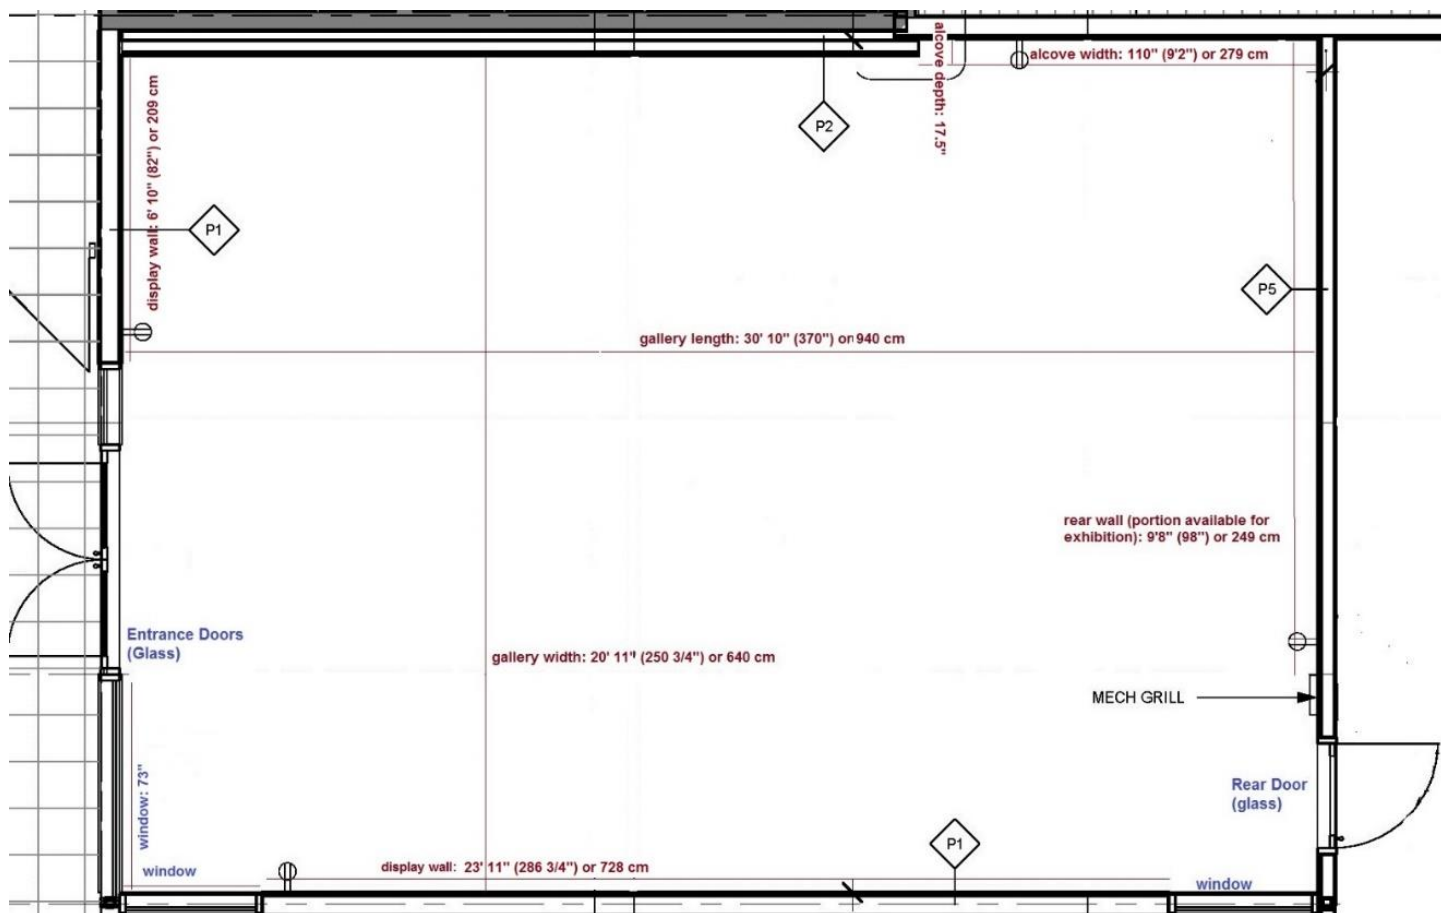 alcove width: 110" (9'2") or 279 cm
alcove depth: 17.5"
display wall: 6' 10" (82") or 209 cm
P2
P1
P5
gallery length: 30' 10" (370") or 940 cm
rear wall (portion available for
exhibition): 9'8" (98") or 249 cm
Entrance Doors
(Glass)
gallery width: 20' 11" (250 3/4") or 640 cm
MECH GRILL
window: 73"
Rear Door
(glass)
P1
window
display wall: 23' 11" (286 3/4") or 728 cm
window